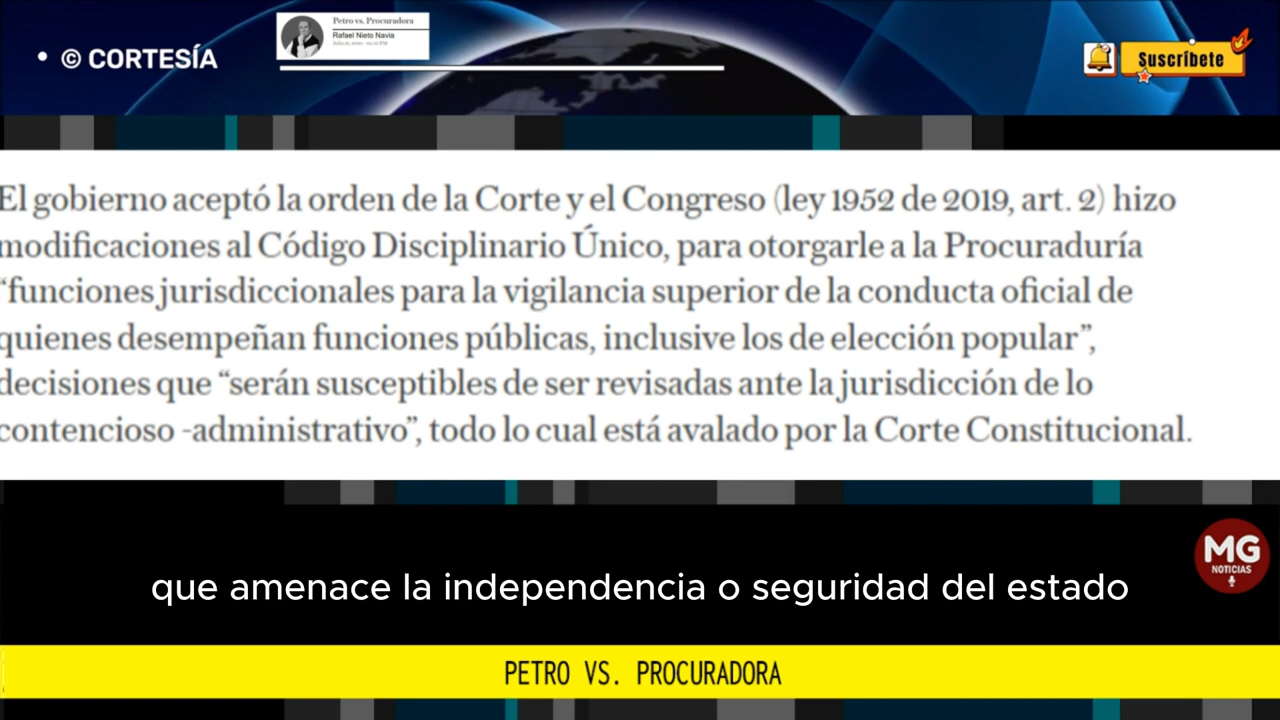 • © CORTESÍA
Petro vs. Procuradora
Rafael Nieto Navia
Suscríbete
El gobierno aceptó la orden de la Corte y el Congreso (ley 1952 de 2019, art. 2) hizo
modificaciones al Código Disciplinario Único, para otorgarle a la Procuraduría
“funciones jurisdiccionales para la vigilancia superior de la conducta oficial de
quienes desempeñan funciones públicas, inclusive los de elección popular”,
decisiones que “serán susceptibles de ser revisadas ante la jurisdicción de lo
contencioso -administrativo”, todo lo cual está avalado por la Corte Constitucional.
MG
NOTICIAS
que amenace la independencia o seguridad del estado
PETRO VS. PROCURADORA